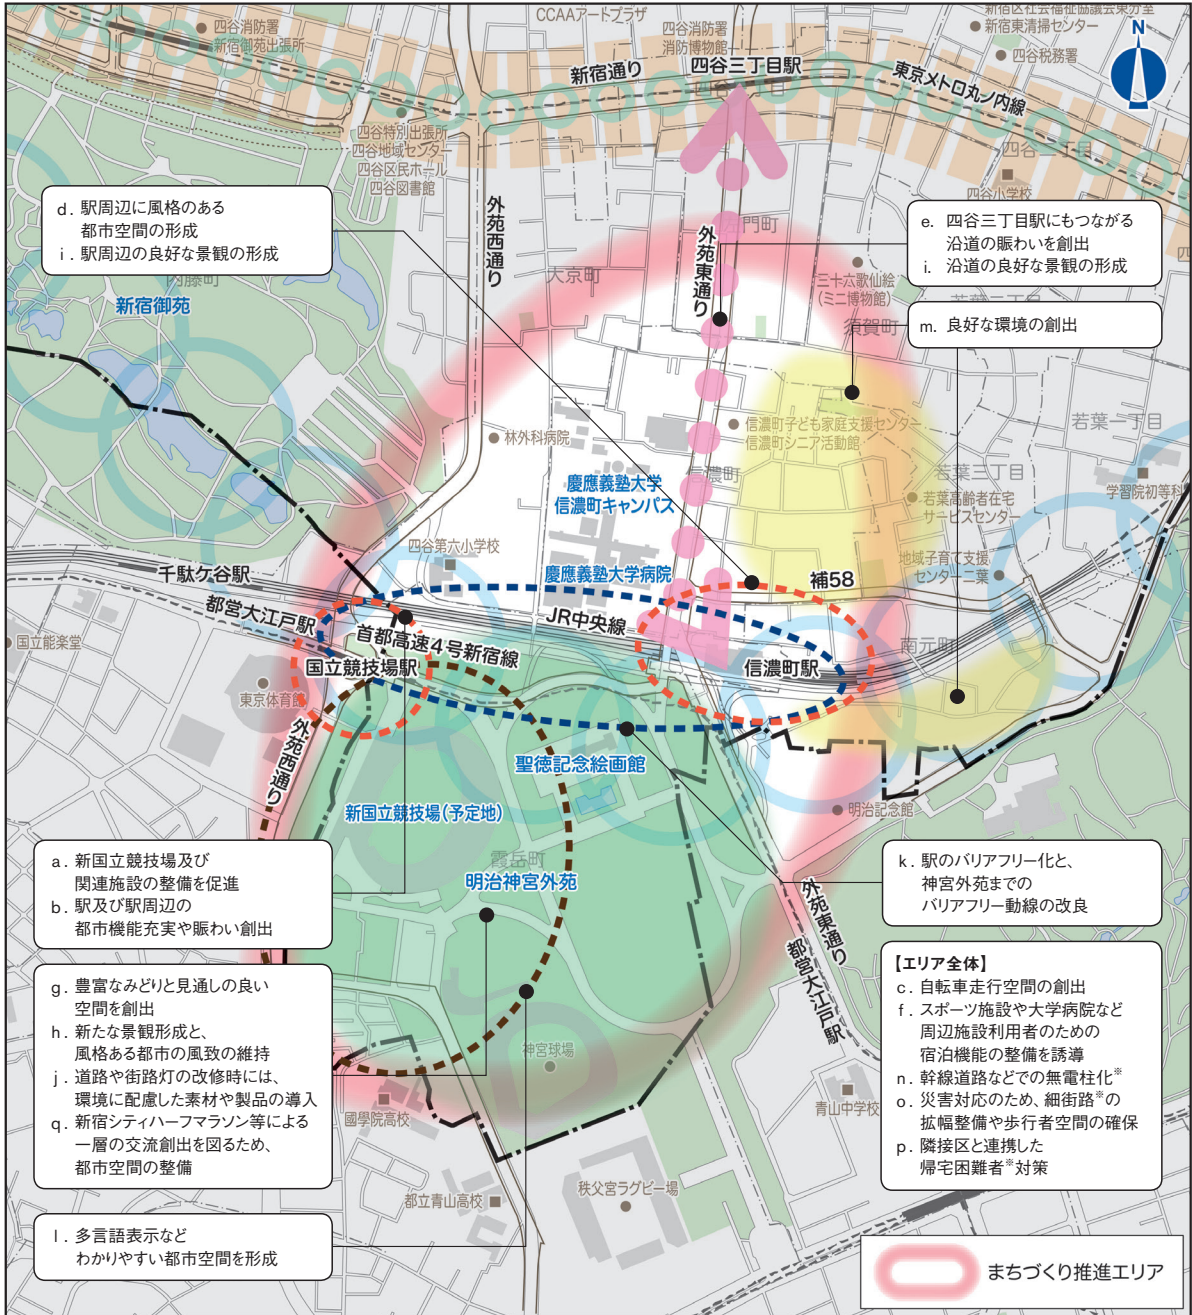 CCAAアートプラザ
四谷消防署
新宿御苑出張所
四谷消防署
消防博物館
新宿区社会福祉協議会東分室
新宿東清掃センター
四谷税務署
N
新宿通り
四谷三丁目駅
四谷三丁目
東京メトロ丸ノ内線
四谷特別出張所
四谷地域センター
四谷区民ホール
四谷図書館
四谷二丁目
四谷小学校
d. 駅周辺に風格のある
都市空間の形成
i. 駅周辺の良好な景観の形成
外苑西通り
外苑東通り
左門町
大京町
e. 四谷三丁目駅にもつながる
沿道の賑わいを創出
i. 沿道の良好な景観の形成
内藤町
新宿御苑
三十六歌仙絵
(ミニ博物館)
須賀町
若葉二丁目
m. 良好な環境の創出
林外科病院
信濃町子ども家庭支援センター
信濃町シニア活動館
若葉一丁目
信濃町
若葉三丁目
慶應義塾大学
信濃町キャンパス
学習院初等科
若葉高齢者在宅
サービスセンター
四谷第六小学校
地域子育て支援
センター二葉
千駄ケ谷駅
慶應義塾大学病院
補58
都営大江戸駅
JR中央線
首都高速4号新宿線
国立能楽堂
国立競技場駅
信濃町駅
南元町
東京体育館
外苑西通り
聖徳記念絵画館
新国立競技場(予定地)
明治記念館
霞岳町
明治神宮外苑
a. 新国立競技場及び
関連施設の整備を促進
b. 駅及び駅周辺の
都市機能充実や賑わい創出
k. 駅のバリアフリー化と、
神宮外苑までの
バリアフリー動線の改良
外苑東通り
都営大江戸駅
g. 豊富なみどりと見通しの良い
空間を創出
h. 新たな景観形成と、
風格ある都市の風致の維持
j. 道路や街路灯の改修時には、
環境に配慮した素材や製品の導入
q. 新宿シティハーフマラソン等による
一層の交流創出を図るため、
都市空間の整備
【エリア全体】
c. 自転車走行空間の創出
f. スポーツ施設や大学病院など
周辺施設利用者のための
宿泊機能の整備を誘導
n. 幹線道路などでの無電柱化※
o. 災害対応のため、細街路※の
拡幅整備や歩行者空間の確保
p. 隣接区と連携した
帰宅困難者※対策
神宮球場
國學院高校
青山中学校
都立青山高校
秩父宮ラグビー場
l. 多言語表示など
わかりやすい都市空間を形成
まちづくり推進エリア